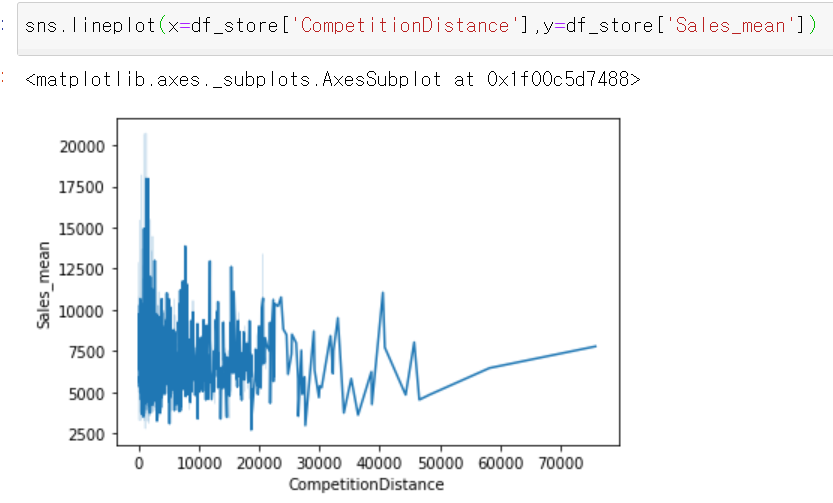 : sns.lineplot(x=df_store['CompetitionDistance'],y=df_store['Sales_mean'])
: <matplotlib.axes._subplots.AxesSubplot at 0x1f00c5d7488>
20000
17500
15000
12500
10000
7500
5000
2500
Sales_mean
0 10000 20000 30000 40000 50000 60000 70000
CompetitionDistance